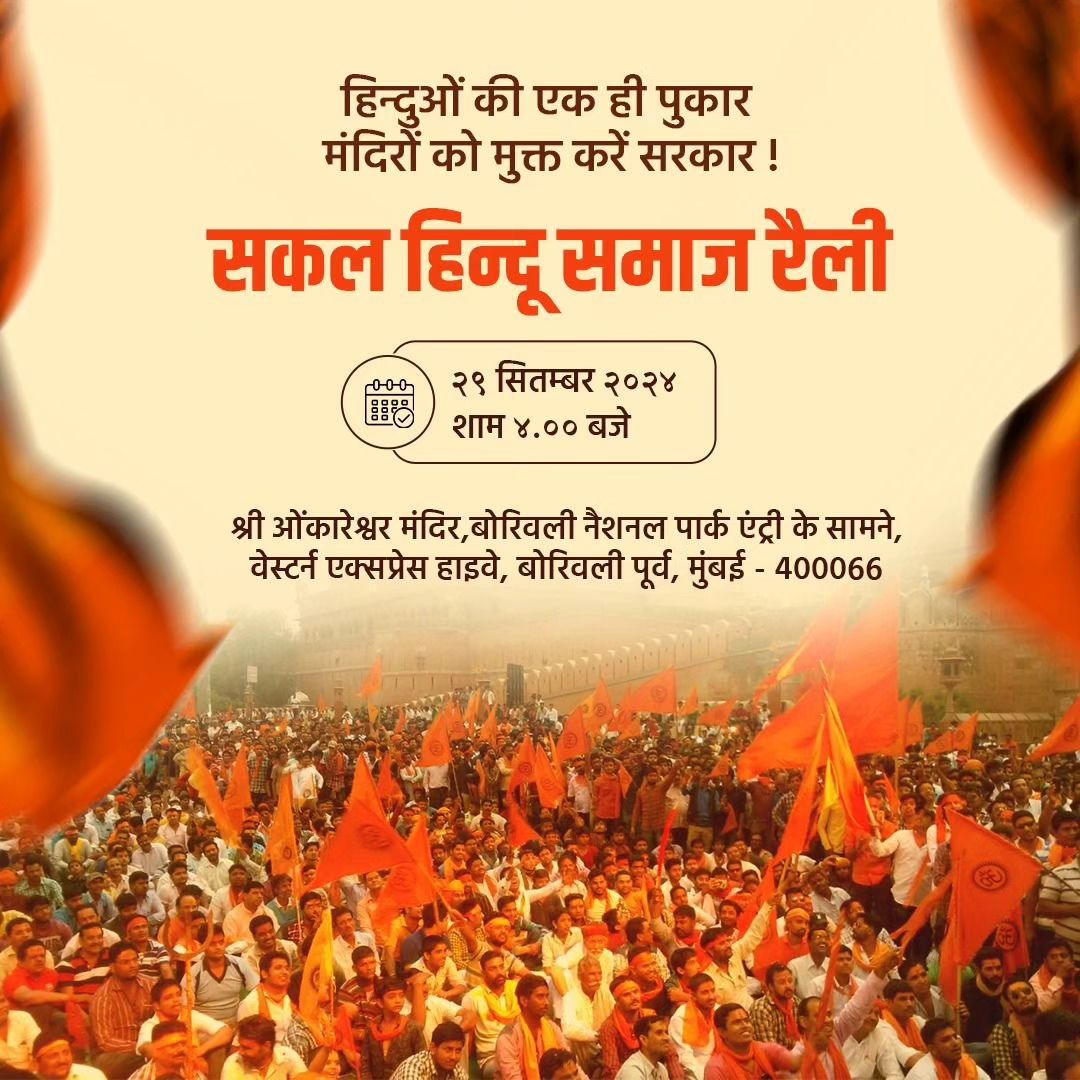 हिन्दुओं की एक ही पुकार
मंदिरों को मुक्त करें सरकार !
सकल हिन्दू समाज रैली
२९ सितम्बर २०२४
शाम ४.०० बजे
श्री ओंकारेश्वर मंदिर,बोरिवली नैशनल पार्क एंट्री के सामने,
वेस्टर्न एक्सप्रेस हाइवे, बोरिवली पूर्व, मुंबई - 400066
ॐ
ॐ